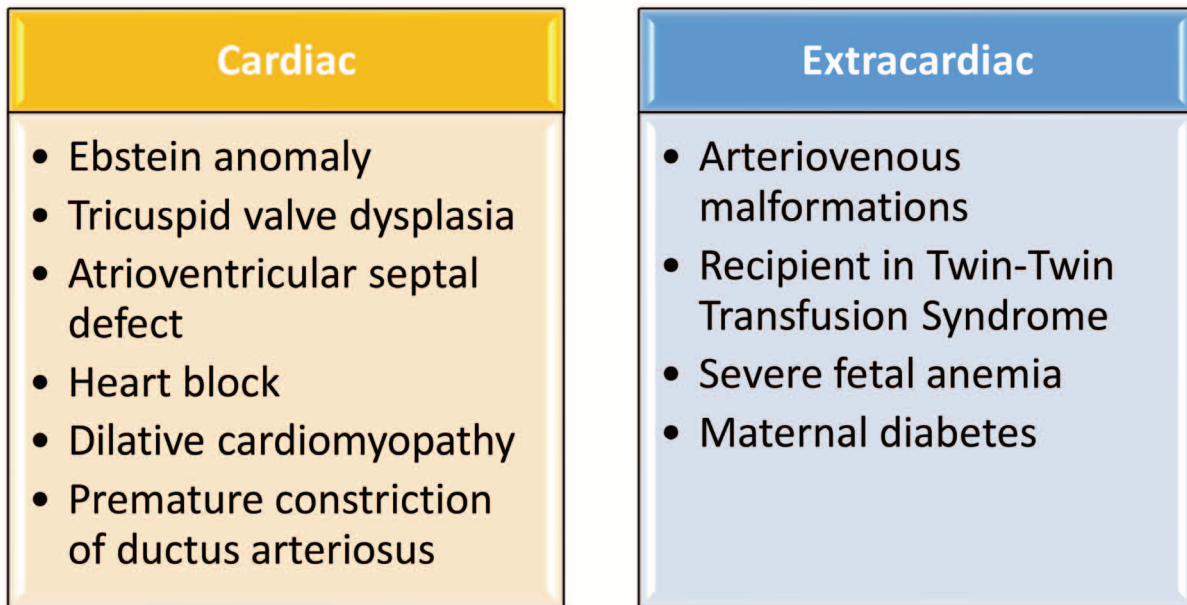 Cardiac
• Ebstein anomaly
• Tricuspid valve dysplasia
• Atrioventricular septal
defect
• Heart block
• Dilative cardiomyopathy
• Premature constriction
of ductus arteriosus
Extracardiac
• Arteriovenous
malformations
• Recipient in Twin-Twin
Transfusion Syndrome
• Severe fetal anemia
• Maternal diabetes